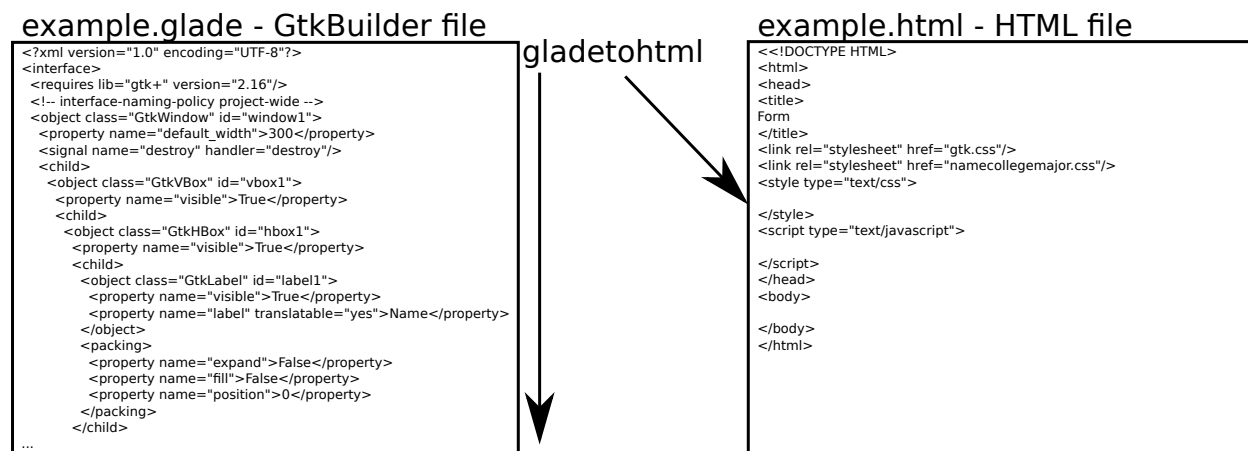 example.glade - GtkBuilder file
<?xml version="1.0" encoding="UTF-8"?>
<interface>
<requires lib="gtk+" version="2.16"/>
<!-- interface-naming-policy project-wide -->
<object class="GtkWindow" id="window1">
<property name="default_width">300</property>
<signal name="destroy" handler="destroy"/>
<child>
<object class="GtkVBox" id="vbox1">
<property name="visible">True</property>
<child>
<object class="GtkHBox" id="hbox1">
<property name="visible">True</property>
<child>
<object class="GtkLabel" id="label1">
<property name="visible">True</property>
<property name="label" translatable="yes">Name</property>
</object>
<packing>
<property name="expand">False</property>
<property name="fill">False</property>
<property name="position">0</property>
</packing>
</child>
...
gladetohtml
example.html - HTML file
<<!DOCTYPE HTML>
<html>
<head>
<title>
Form
</title>
<link rel="stylesheet" href="gtk.css"/>
<link rel="stylesheet" href="namecollegemajor.css"/>
<style type="text/css">
</style>
<script type="text/javascript">
</script>
</head>
<body>
</body>
</html>